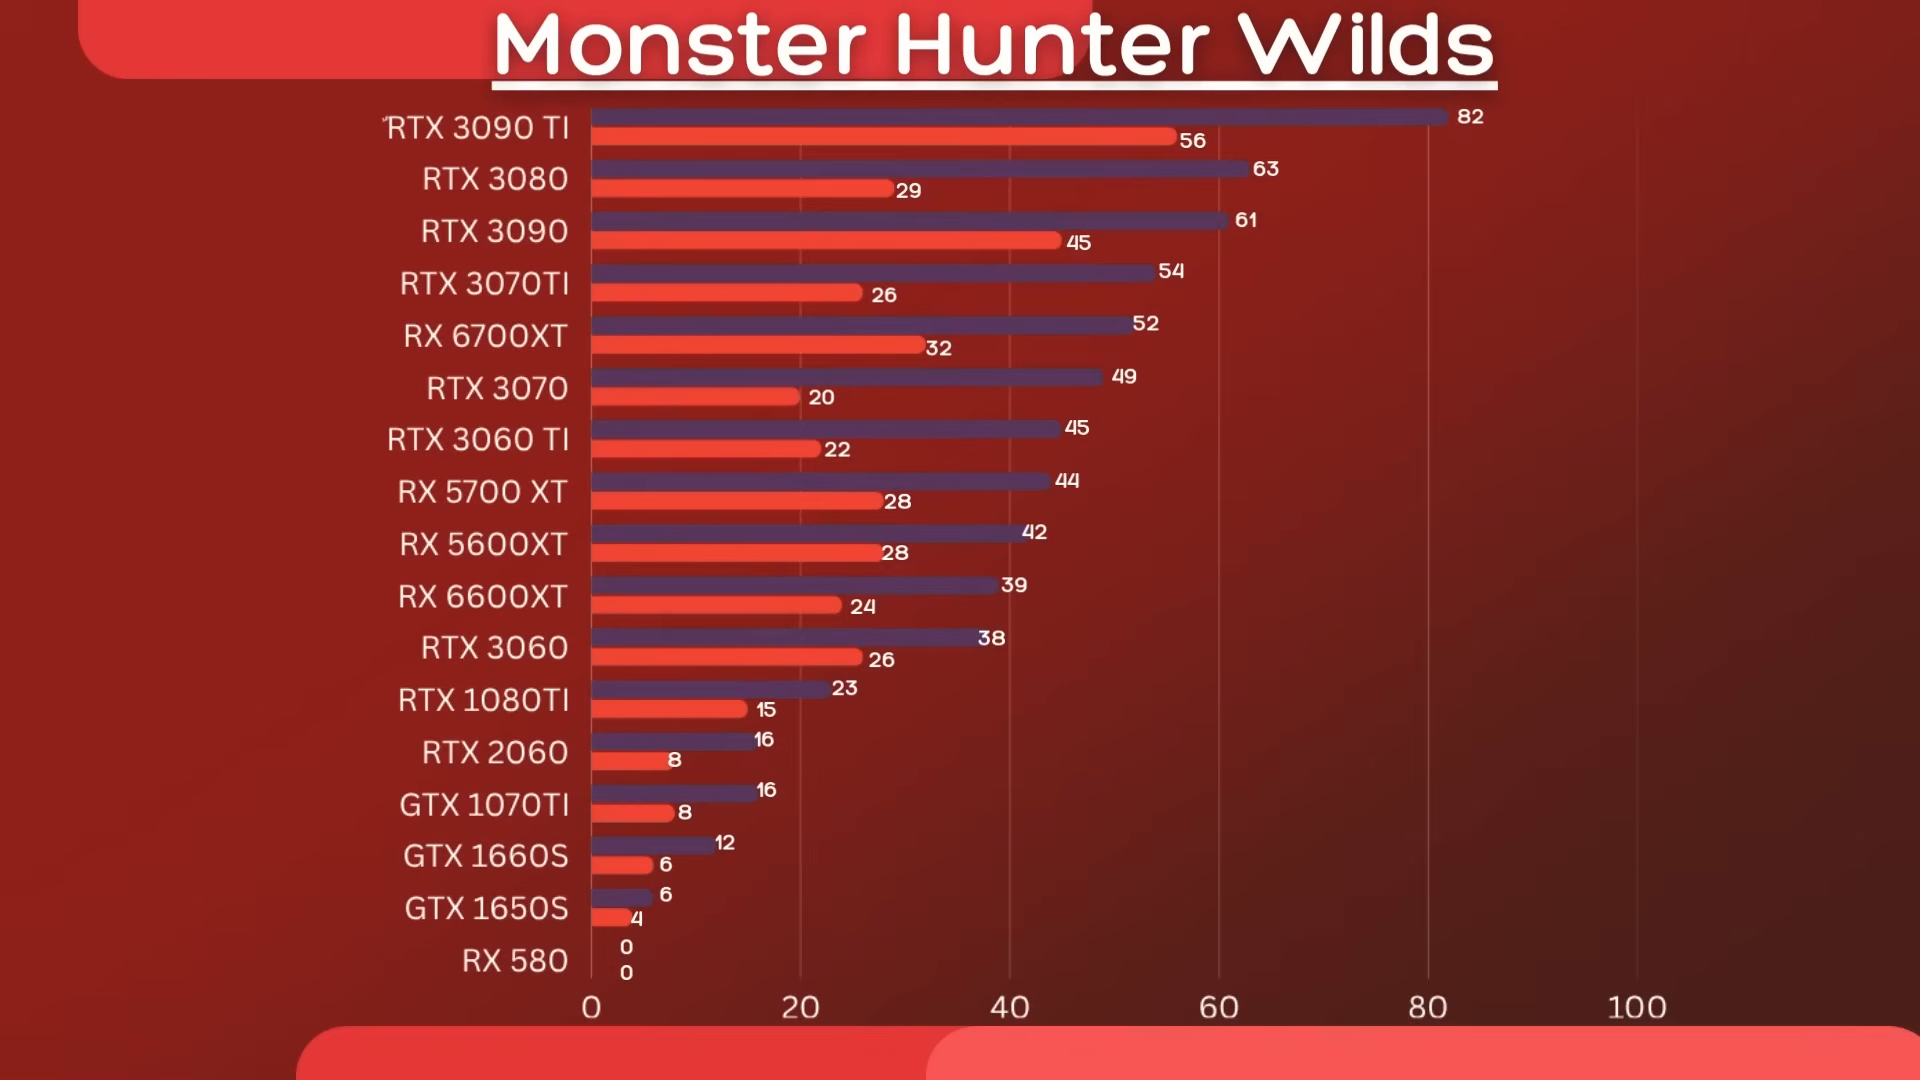 Monster Hunter Wilds
RTX 3090 TI 82
56
RTX 3080 63
29
RTX 3090 61
45
RTX 3070TI 54
26
RX 6700XT 52
32
RTX 3070 49
20
RTX 3060 TI 45
22
RX 5700 XT 44
28
RX 5600XT 42
28
RX 6600XT 39
24
RTX 3060 38
26
RTX 1080TI 23
15
RTX 2060 16
8
GTX 1070TI 16
8
GTX 1660S 12
6
GTX 1650S 6
4
RX 580 0
0
0 20 40 60 80 100